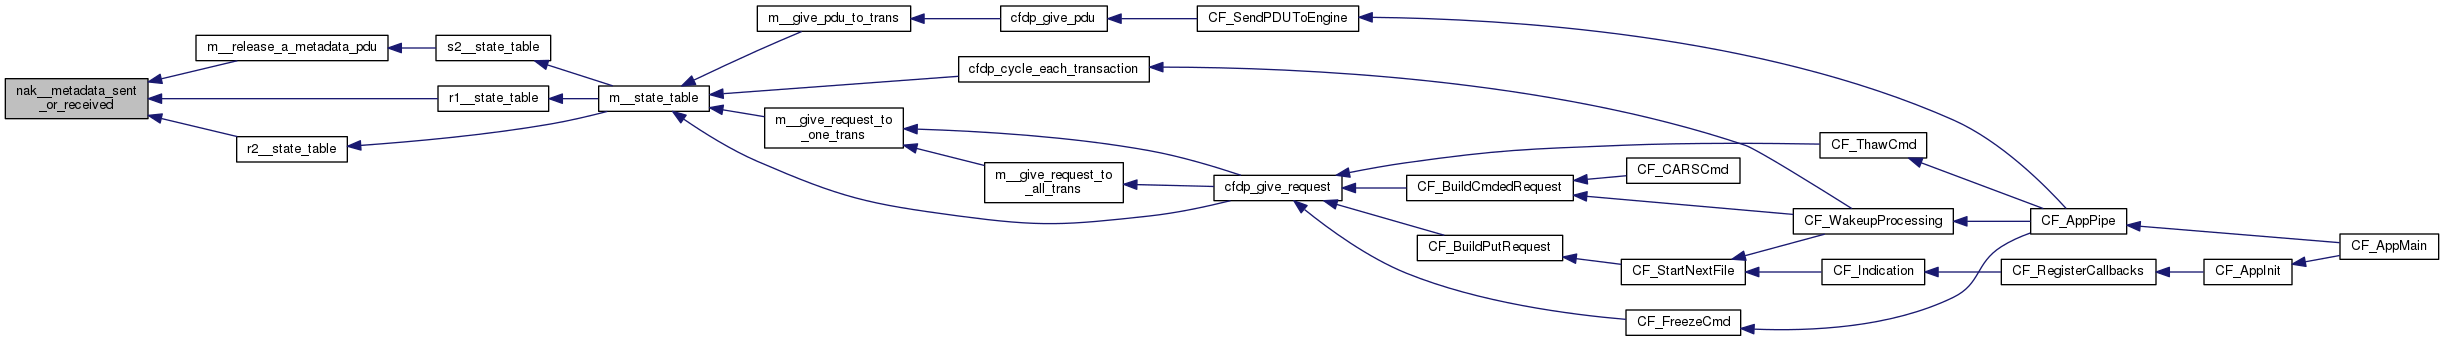 nak__metadata_sent
_or_received
m__release_a_metadata_pdu
r1__state_table
r2__state_table
s2__state_table
m__state_table
m__give_pdu_to_trans
cfdp_give_pdu
CF_SendPDUToEngine
cfdp_cycle_each_transaction
m__give_request_to
_one_trans
m__give_request_to
_all_trans
cfdp_give_request
CF_ThawCmd
CF_BuildCmdedRequest
CF_CARSCmd
CF_WakeupProcessing
CF_AppPipe
CF_BuildPutRequest
CF_StartNextFile
CF_Indication
CF_RegisterCallbacks
CF_AppInit
CF_AppMain
CF_FreezeCmd